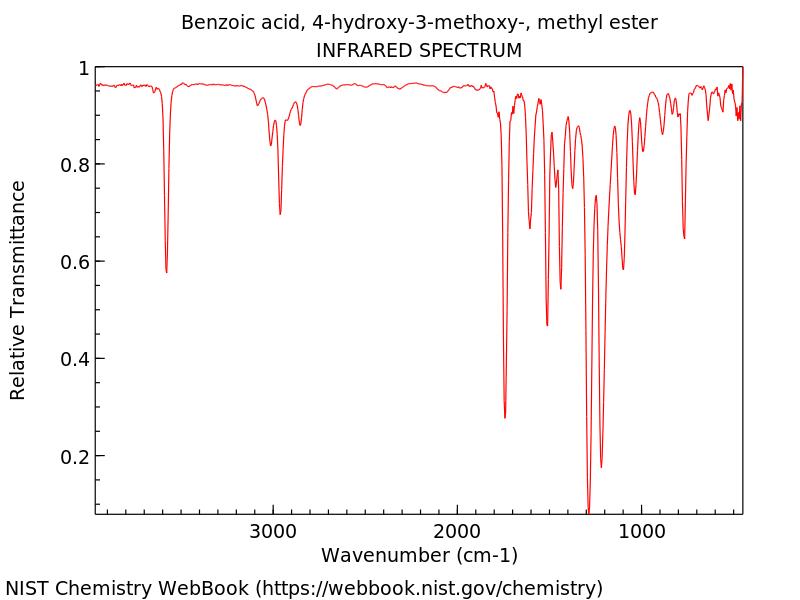 Benzoic acid, 4-hydroxy-3-methoxy-, methyl ester
INFRARED SPECTRUM
1
0.8
0.6
0.4
0.2
Relative Transmittance
3000 2000 1000
Wavenumber (cm-1)
NIST Chemistry WebBook (https://webbook.nist.gov/chemistry)